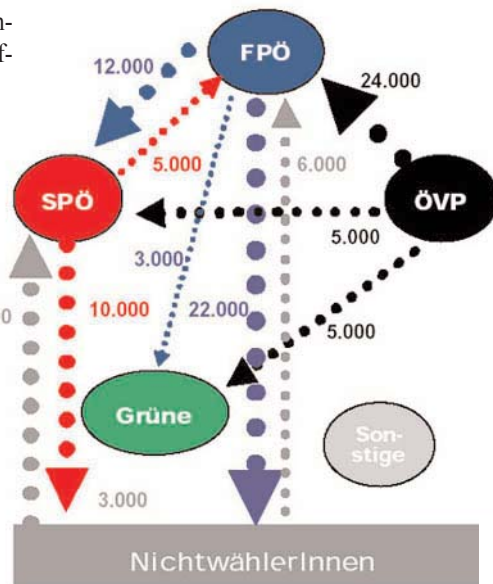 n-
f-
FPÖ
12.000
24.000
5.000
6.000
SPÖ
ÖVP
5.000
3.000
10.000
22.000
5.000
Grüne
Son-
stige
3.000
NichtwählerInnen